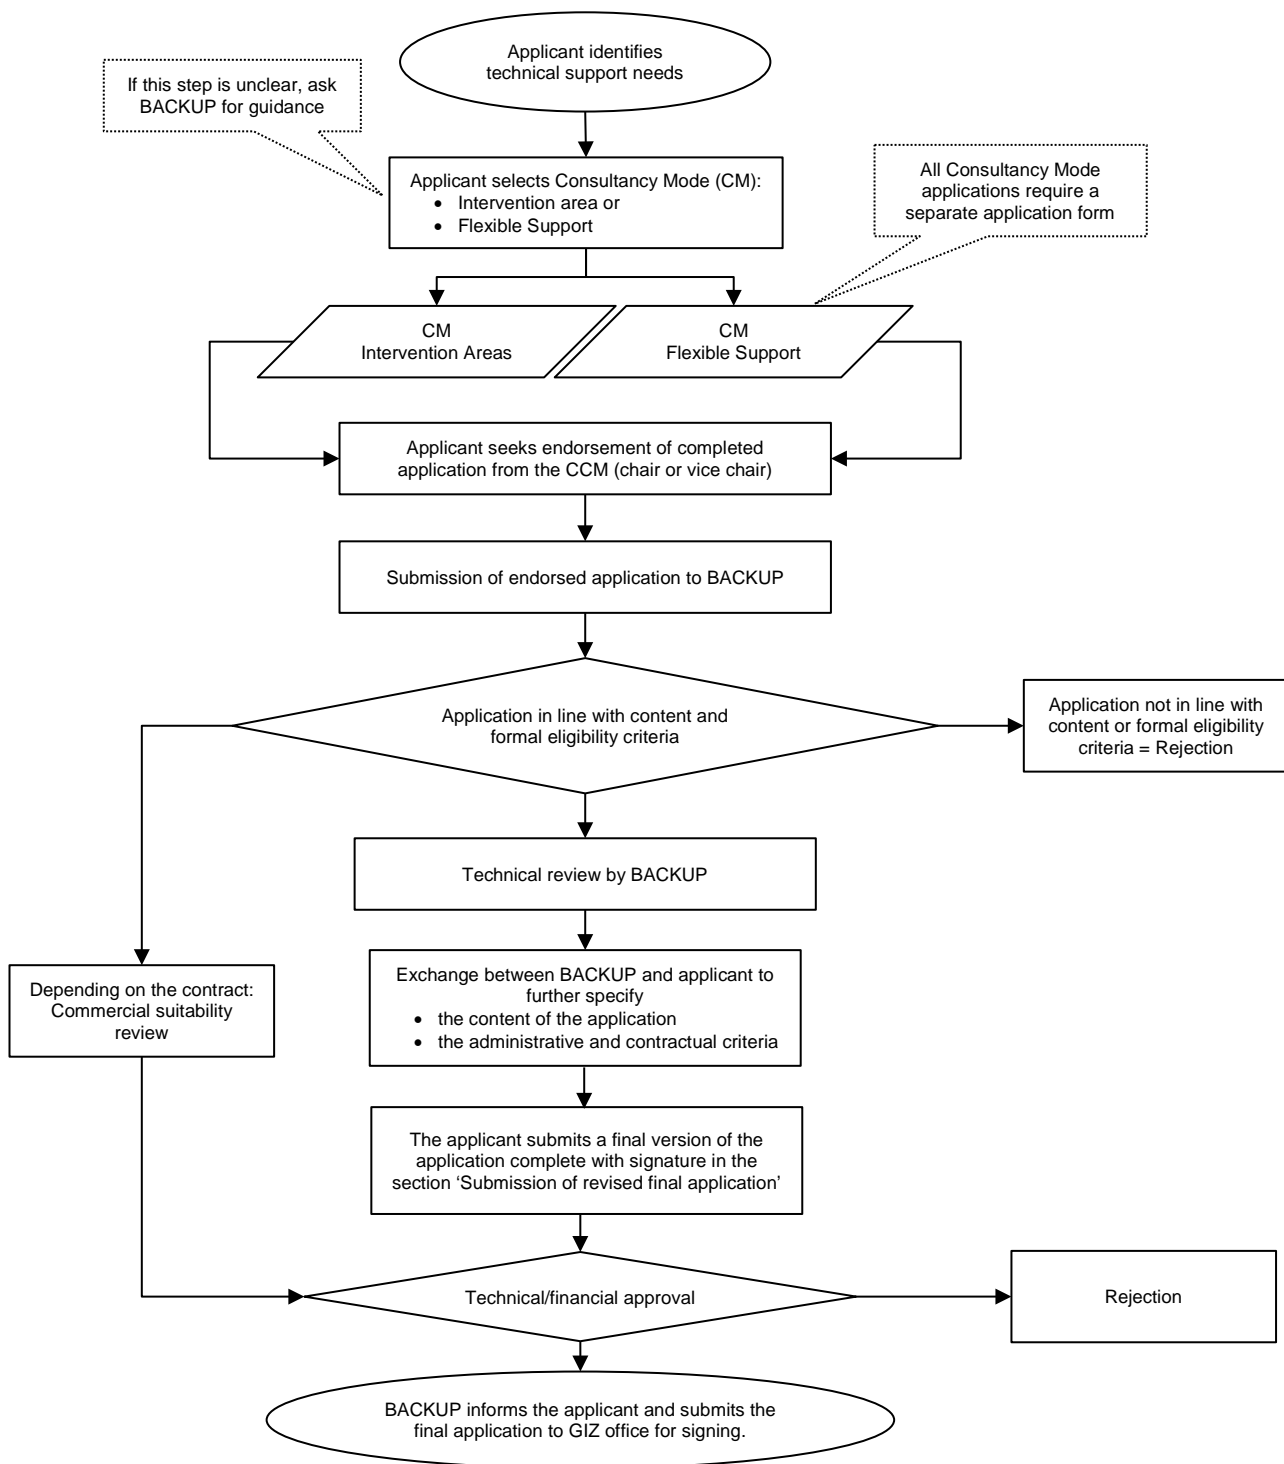 Applicant identifies
technical support needs
If this step is unclear, ask
BACKUP for guidance
Applicant selects Consultancy Mode (CM):
• Intervention area or
• Flexible Support
All Consultancy Mode
applications require a
separate application form
CM
Intervention Areas
CM
Flexible Support
Applicant seeks endorsement of completed
application from the CCM (chair or vice chair)
Submission of endorsed application to BACKUP
Application in line with content and
formal eligibility criteria
Application not in line with
content or formal eligibility
criteria = Rejection
Technical review by BACKUP
Depending on the contract:
Commercial suitability
review
Exchange between BACKUP and applicant to
further specify
• the content of the application
• the administrative and contractual criteria
The applicant submits a final version of the
application complete with signature in the
section ‘Submission of revised final application’
Technical/financial approval
Rejection
BACKUP informs the applicant and submits the
final application to GIZ office for signing.